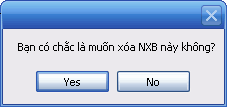 Bạn có chắc là muốn xóa NXB này không?
Yes
No